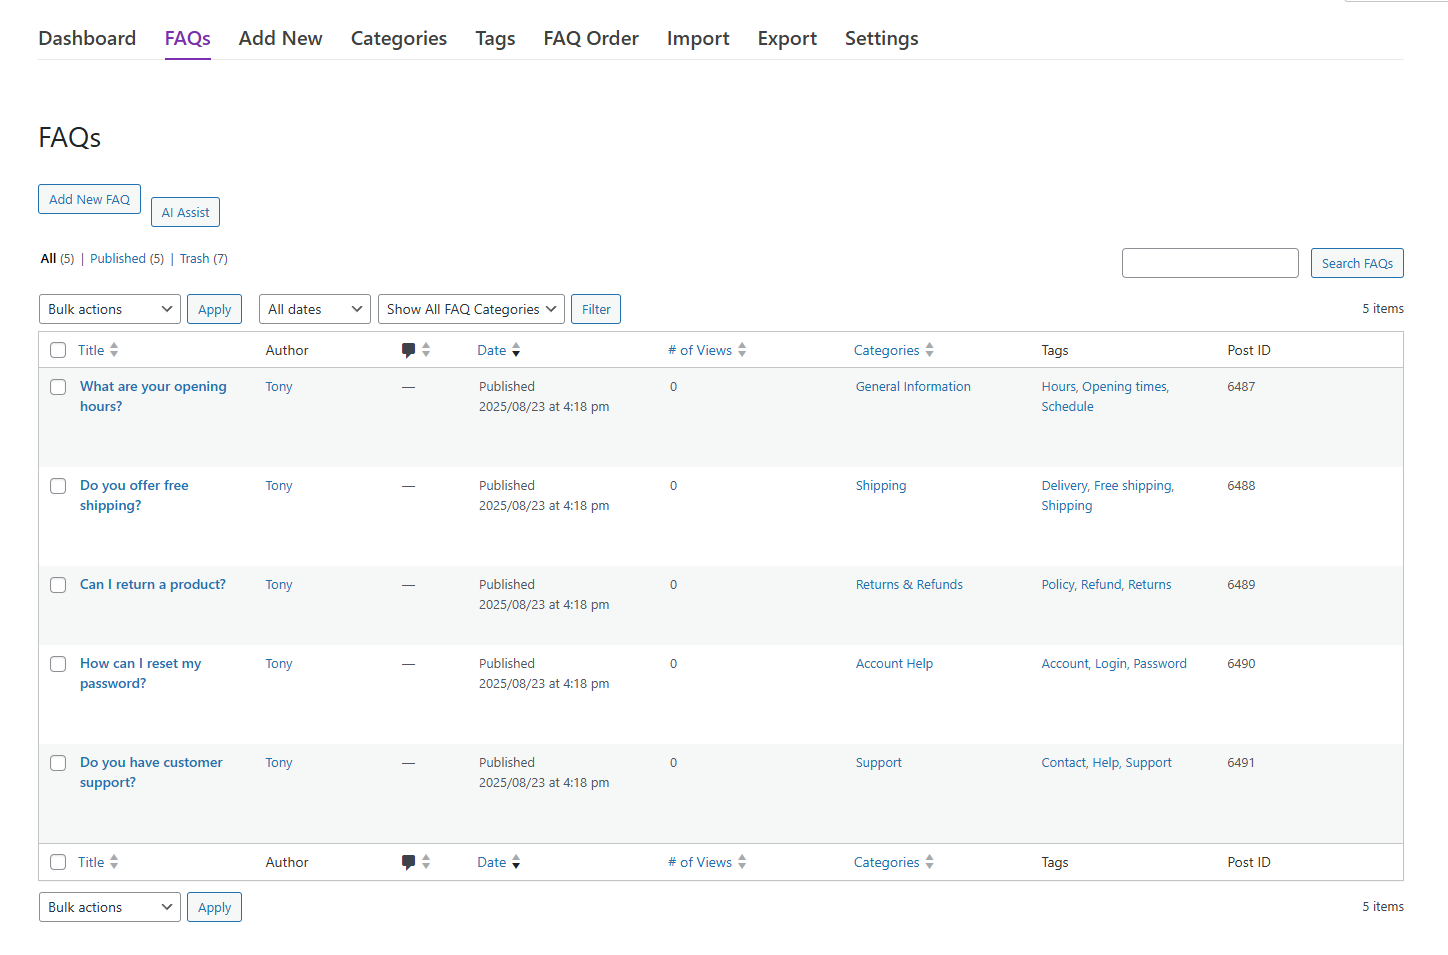 Dashboard FAQs Add New Categories Tags FAQ Order Import Export Settings
FAQs
Add New FAQ
AI Assist
All (5) | Published (5) | Trash (7)
Search FAQs
Bulk actions Apply All dates Show All FAQ Categories Filter 5 items
Title Author Date # of Views Categories Tags Post ID
What are your opening Tony — Published 0 General Information Hours, Opening times, 6487
hours? 2025/08/23 at 4:18 pm Schedule
Do you offer free Tony — Published 0 Shipping Delivery, Free shipping, 6488
shipping? 2025/08/23 at 4:18 pm Shipping
Can I return a product? Tony — Published 0 Returns & Refunds Policy, Refund, Returns 6489
2025/08/23 at 4:18 pm
How can I reset my Tony — Published 0 Account Help Account, Login, Password 6490
password? 2025/08/23 at 4:18 pm
Do you have customer Tony — Published 0 Support Contact, Help, Support 6491
support? 2025/08/23 at 4:18 pm
Title Author Date # of Views Categories Tags Post ID
Bulk actions Apply 5 items